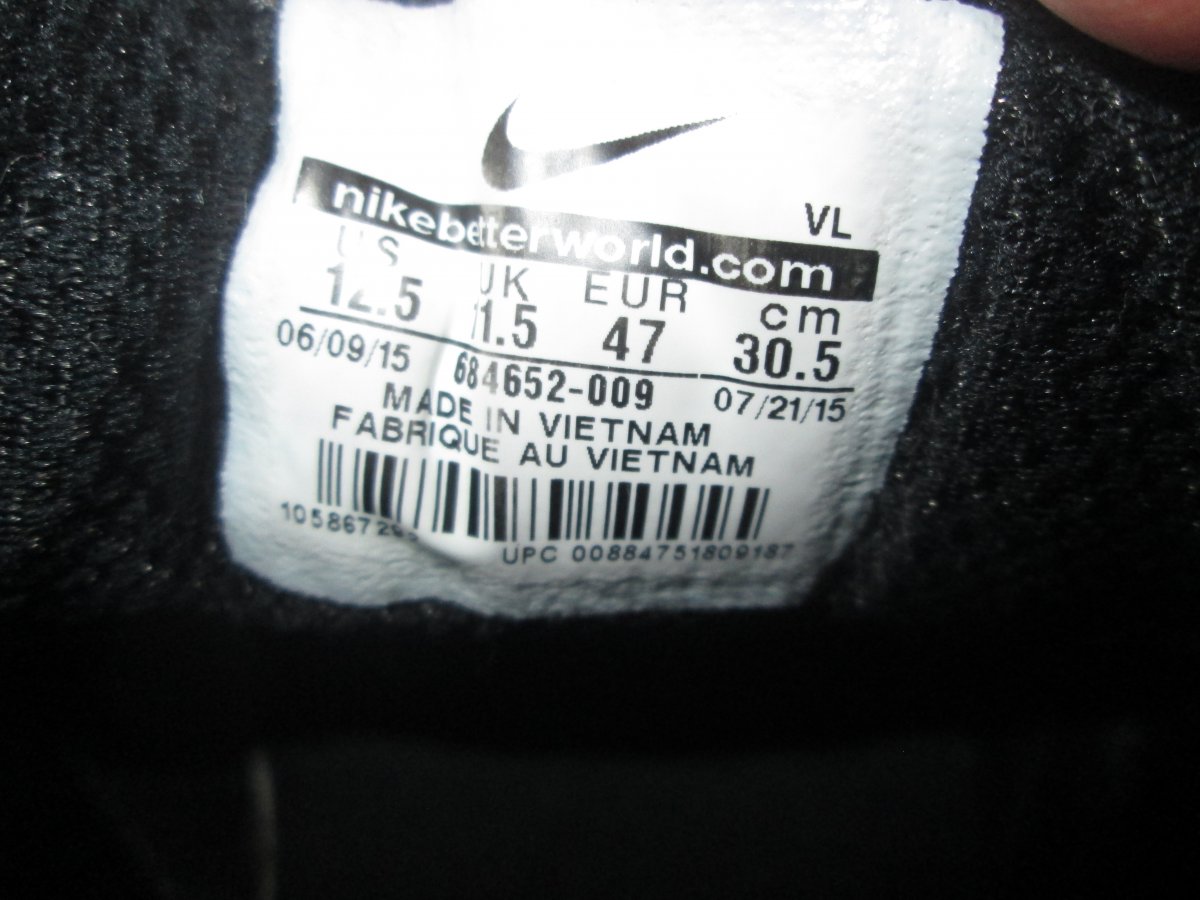 VL
nikebetterworld.com
US UK EUR cm
12.5 11.5 47 30.5
06/09/15 684652-009 07/21/15
MADE IN VIETNAM
FABRIQUE AU VIETNAM
UPC 00884751809187